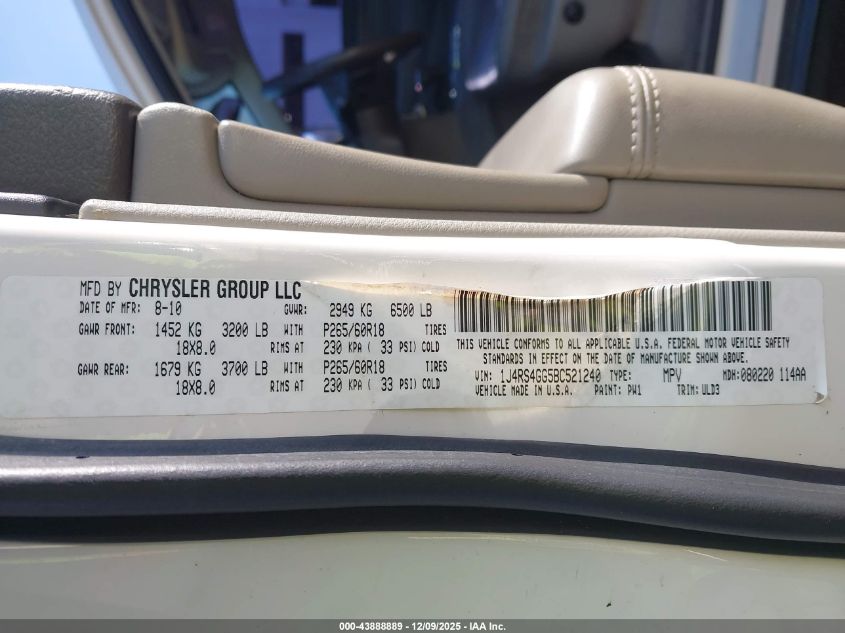 MFD BY CHRYSLER GROUP LLC
DATE OF MFR: 8-10 GVWR: 2949 KG 6500 LB
GAWR FRONT: 1452 KG 3200 LB WITH P265/60R18 TIRES
18X8.0 RIMS AT 230 KPA ( 33 PSI) COLD
GAWR REAR: 1679 KG 3700 LB WITH P265/60R18 TIRES
18X8.0 RIMS AT 230 KPA ( 33 PSI) COLD
THIS VEHICLE CONFORMS TO ALL APPLICABLE U.S.A. FEDERAL MOTOR VEHICLE SAFETY
STANDARDS IN EFFECT ON THE DATE OF MANUFACTURE SHOWN ABOVE.
VIN: 1J4RS4GG5BC521240 TYPE: MPV MDH: 080220 114AA
VEHICLE MADE IN U.S.A. PAINT: PW1 TRIM: ULD3
000-43888889 • 12/09/2025 • IAA Inc.